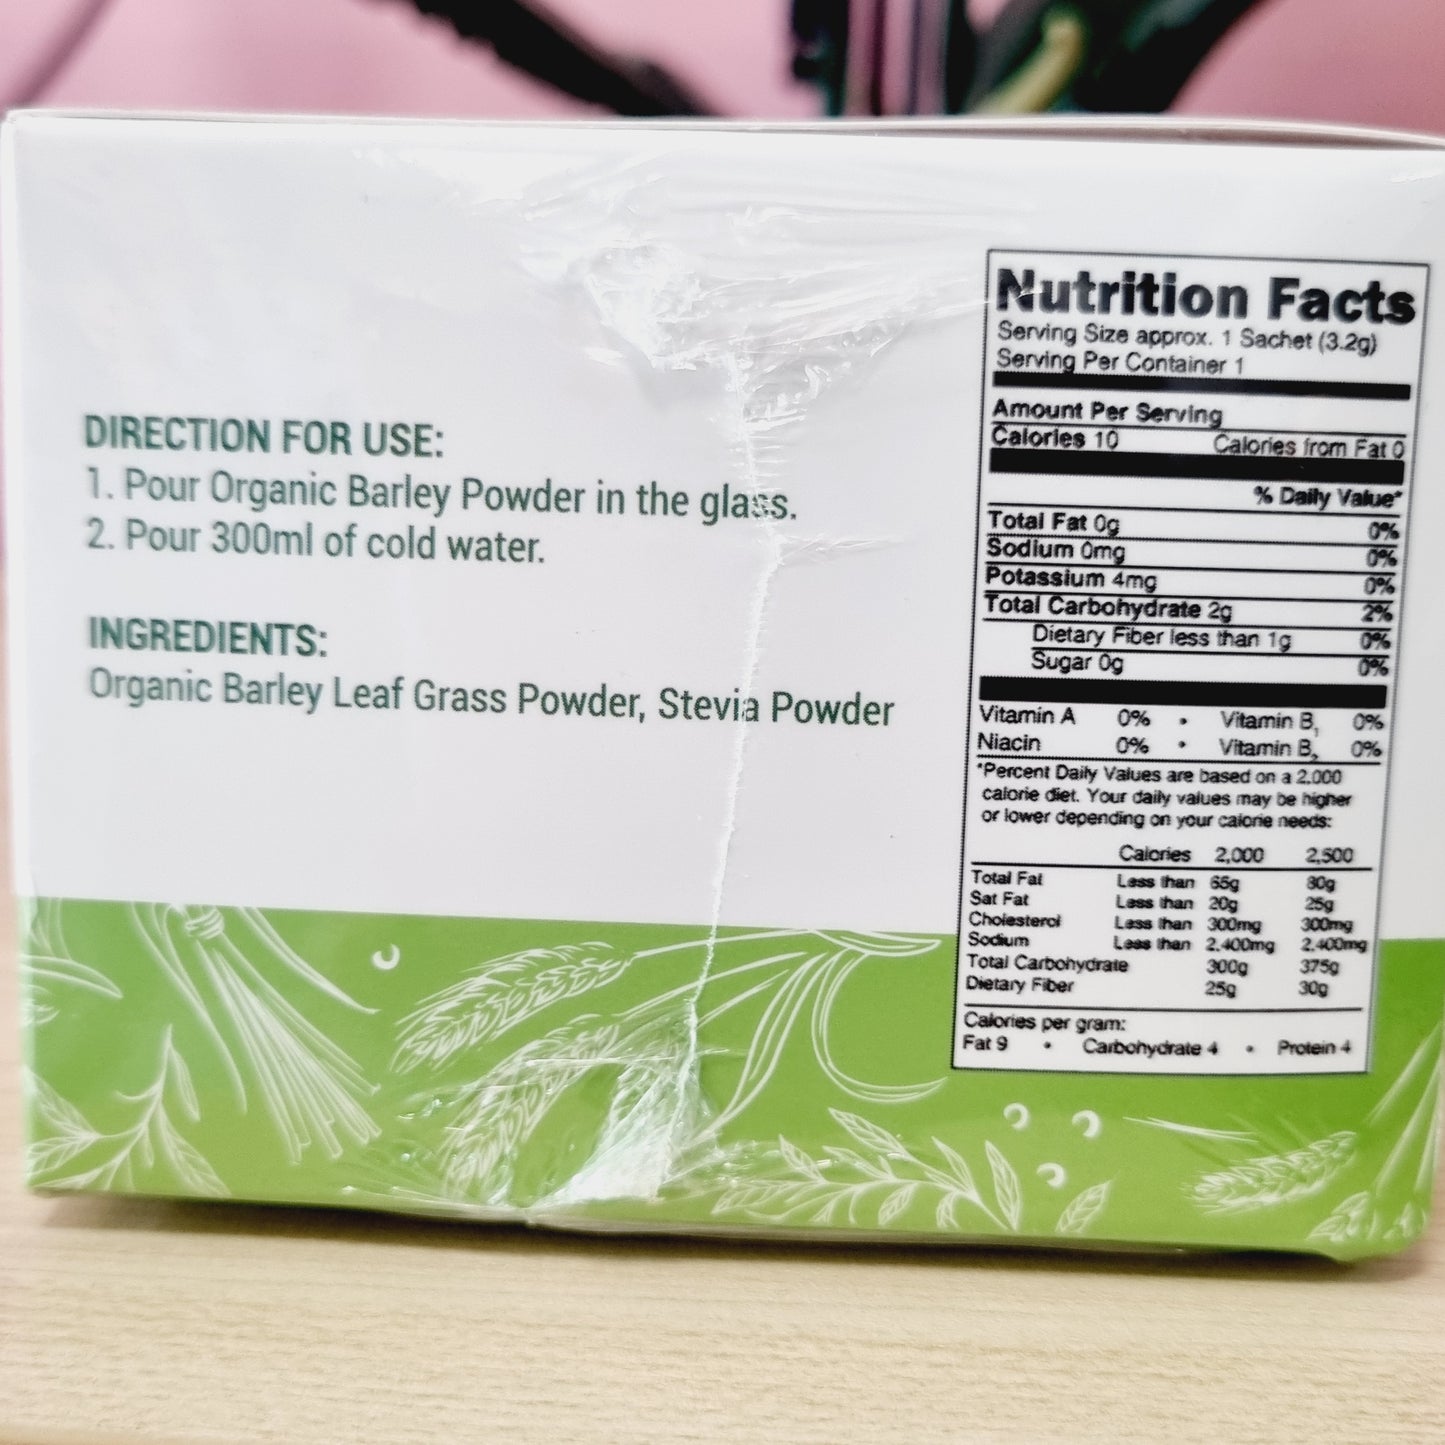 DIRECTION FOR USE:
1. Pour Organic Barley Powder in the glass.
2. Pour 300ml of cold water.
INGREDIENTS:
Organic Barley Leaf Grass Powder, Stevia Powder
Nutrition Facts
Serving Size approx. 1 Sachet (3.2g)
Serving Per Container 1
Amount Per Serving
Calories 10 Calories from Fat 0
% Daily Value*
Total Fat 0g 0%
Sodium 0mg 0%
Potassium 4mg 0%
Total Carbohydrate 2g 2%
Dietary Fiber less than 1g 0%
Sugar 0g 0%
Vitamin A 0% • Vitamin B₁ 0%
Niacin 0% • Vitamin B₂ 0%
*Percent Daily Values are based on a 2,000
calorie diet. Your daily values may be higher
or lower depending on your calorie needs:
Calories 2,000 2,500
Total Fat Less than 65g 80g
Sat Fat Less than 20g 25g
Cholesterol Less than 300mg 300mg
Sodium Less than 2,400mg 2,400mg
Total Carbohydrate 300g 375g
Dietary Fiber 25g 30g
Calories per gram:
Fat 9 • Carbohydrate 4 • Protein 4